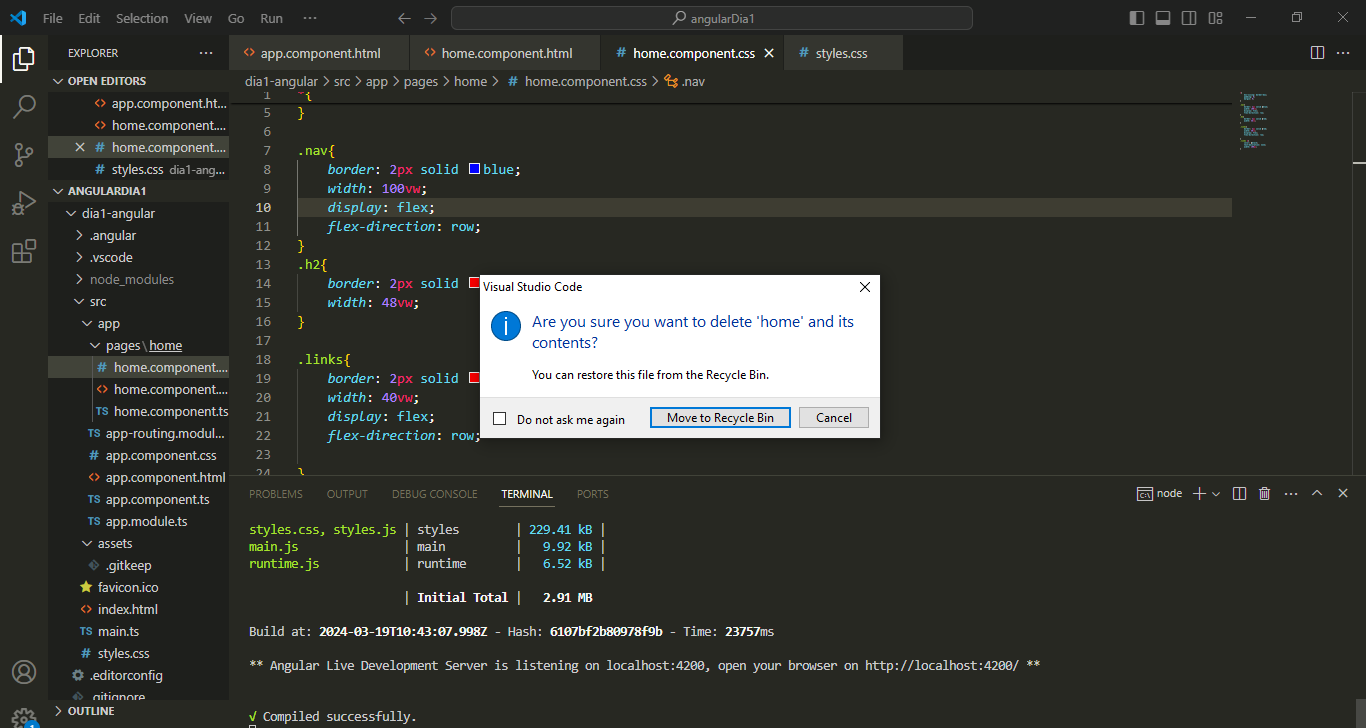 File Edit Selection View Go Run ··· angularDia1
EXPLORER ···
OPEN EDITORS
app.component.ht...
home.component....
home.component....
styles.css dia1-ang...
ANGULARDIA1
dia1-angular
.angular
.vscode
node_modules
src
app
pages\home
home.component....
home.component....
home.component.ts
TS app-routing.modul...
app.component.css
app.component.html
TS app.component.ts
TS app.module.ts
assets
.gitkeep
favicon.ico
index.html
TS main.ts
# styles.css
.editorconfig
.gitignore
OUTLINE
app.component.html home.component.html # home.component.css # styles.css
dia1-angular > src > app > pages > home > # home.component.css > .nav
1 *{
5 }
6
7 .nav{
8 border: 2px solid blue;
9 width: 100vw;
10 display: flex;
11 flex-direction: row;
12 }
13 .h2{
14 border: 2px solid
15 width: 48vw;
16 }
17
18 .links{
19 border: 2px solid
20 width: 40vw;
21 display: flex;
22 flex-direction: row;
23
24 }
Visual Studio Code
Are you sure you want to delete 'home' and its
contents?
You can restore this file from the Recycle Bin.
Do not ask me again Move to Recycle Bin Cancel
PROBLEMS OUTPUT DEBUG CONSOLE TERMINAL PORTS node
styles.css, styles.js | styles | 229.41 kB |
main.js | main | 9.92 kB |
runtime.js | runtime | 6.52 kB |
| Initial Total | 2.91 MB
Build at: 2024-03-19T10:43:07.998Z - Hash: 6107bf2b80978f9b - Time: 23757ms
** Angular Live Development Server is listening on localhost:4200, open your browser on http://localhost:4200/ **
√ Compiled successfully.